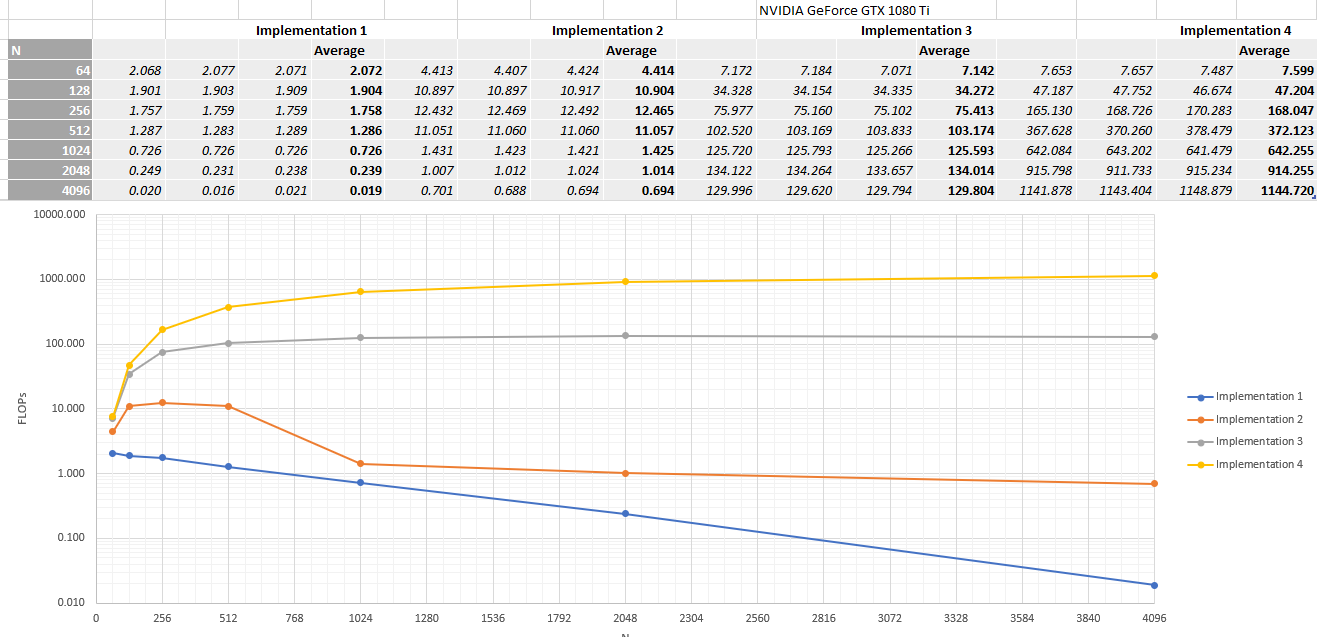 NVIDIA GeForce GTX 1080 Ti
Implementation 1 Implementation 2 Implementation 3 Implementation 4
N Average Average Average Average
64 2.068 2.077 2.071 2.072 4.413 4.407 4.424 4.414 7.172 7.184 7.071 7.142 7.653 7.657 7.487 7.599
128 1.901 1.903 1.909 1.904 10.897 10.897 10.917 10.904 34.328 34.154 34.335 34.272 47.187 47.752 46.674 47.204
256 1.757 1.759 1.759 1.758 12.432 12.469 12.492 12.465 75.977 75.160 75.102 75.413 165.130 168.726 170.283 168.047
512 1.287 1.283 1.289 1.286 11.051 11.060 11.060 11.057 102.520 103.169 103.833 103.174 367.628 370.260 378.479 372.123
1024 0.726 0.726 0.726 0.726 1.431 1.423 1.421 1.425 125.720 125.793 125.266 125.593 642.084 643.202 641.479 642.255
2048 0.249 0.231 0.238 0.239 1.007 1.012 1.024 1.014 134.122 134.264 133.657 134.014 915.798 911.733 915.234 914.255
4096 0.020 0.016 0.021 0.019 0.701 0.688 0.694 0.694 129.996 129.620 129.794 129.804 1141.878 1143.404 1148.879 1144.720
10000.000
1000.000
100.000
10.000
1.000
0.100
0.010
FLOPs
0 256 512 768 1024 1280 1536 1792 2048 2304 2560 2816 3072 3328 3584 3840 4096
N
Implementation 1
Implementation 2
Implementation 3
Implementation 4